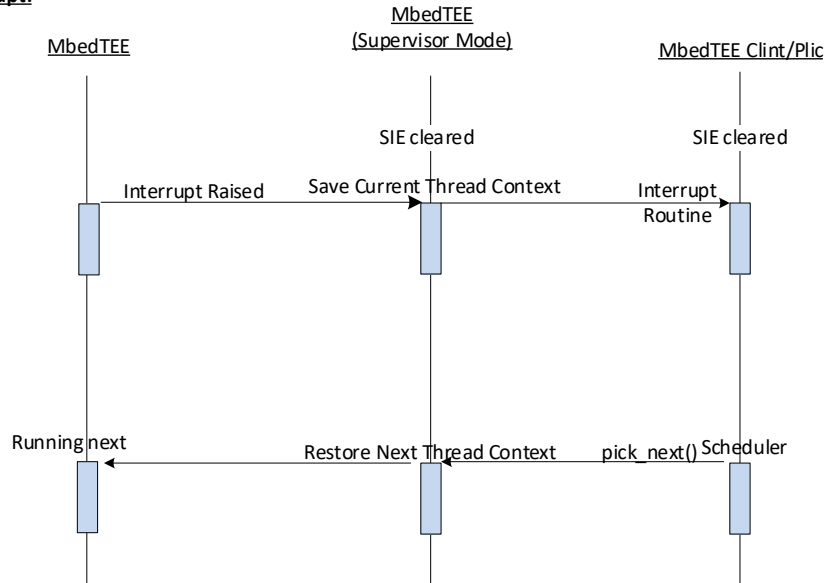 MbedTEE
MbedTEE
(Supervisor Mode)
MbedTEE Clint/Plic
SIE cleared
SIE cleared
Interrupt Raised
Save Current Thread Context
Interrupt
Routine
Running next
Restore Next Thread Context
pick_next()
Scheduler